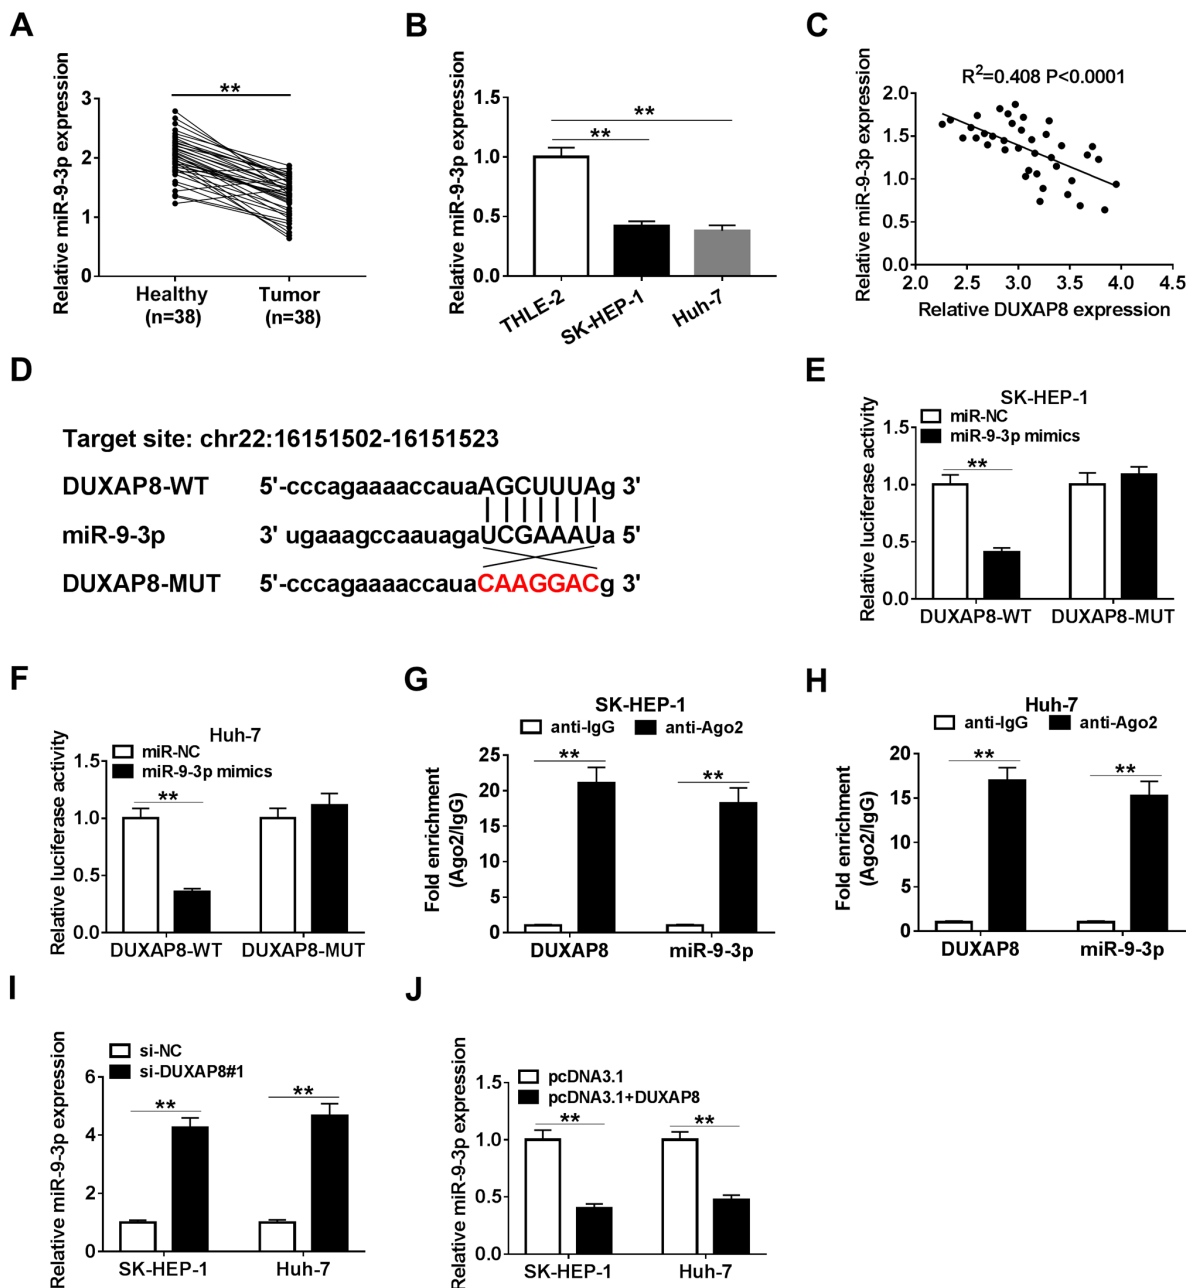 A
Relative miR-9-3p expression
3
2
1
0
**
Healthy
(n=38)
Tumor
(n=38)
B
Relative miR-9-3p expression
1.5
1.0
0.5
0.0
**
**
THLE-2
SK-HEP-1
Huh-7
C
Relative miR-9-3p expression
R²=0.408 P<0.0001
2.0
1.5
1.0
0.5
0.0
2.0 2.5 3.0 3.5 4.0 4.5
Relative DUXAP8 expression
D
Target site: chr22:16151502-16151523
DUXAP8-WT 5'-cccagaaaaccauaAGCUUUAg 3'
miR-9-3p 3' ugaaagccaauagaUCGAAAUa 5'
DUXAP8-MUT 5'-cccagaaaaccauaCAAGGACg 3'
E
SK-HEP-1
miR-NC
miR-9-3p mimics
Relative luciferase activity
1.5
1.0
0.5
0.0
**
DUXAP8-WT DUXAP8-MUT
F
Huh-7
miR-NC
miR-9-3p mimics
Relative luciferase activity
1.5
1.0
0.5
0.0
**
DUXAP8-WT DUXAP8-MUT
G
SK-HEP-1
anti-IgG anti-Ago2
Fold enrichment
(Ago2/IgG)
25
20
15
10
5
0
**
**
DUXAP8 miR-9-3p
H
Huh-7
anti-IgG anti-Ago2
Fold enrichment
(Ago2/IgG)
20
15
10
5
0
**
**
DUXAP8 miR-9-3p
I
si-NC
si-DUXAP8#1
Relative miR-9-3p expression
6
4
2
0
**
**
SK-HEP-1 Huh-7
J
pcDNA3.1
pcDNA3.1+DUXAP8
Relative miR-9-3p expression
1.5
1.0
0.5
0.0
**
**
SK-HEP-1 Huh-7